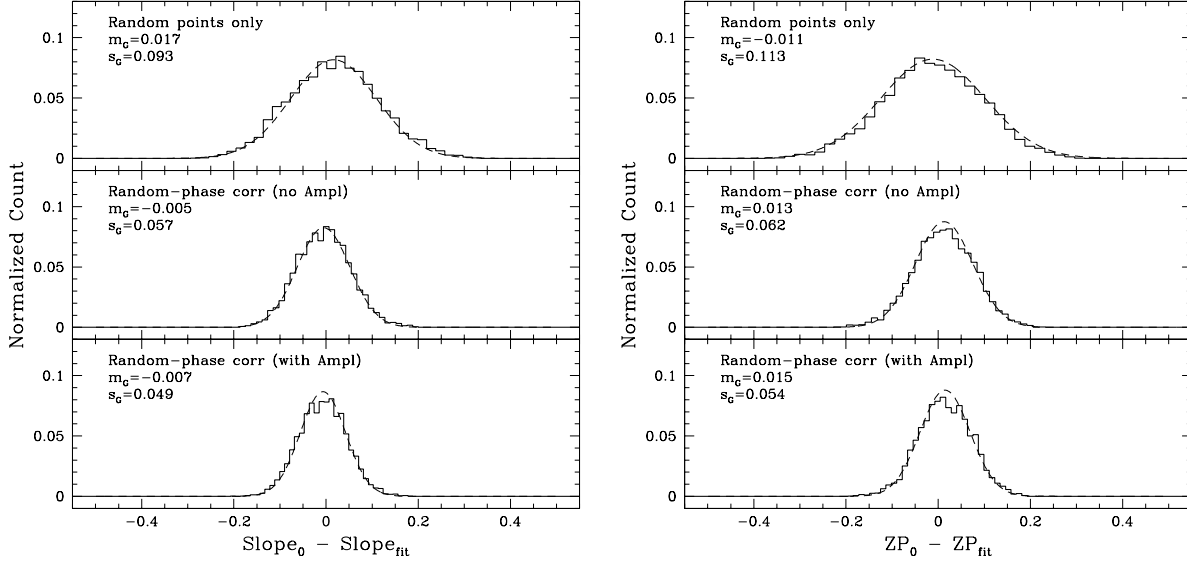 Random points only
m_G=0.017
s_G=0.093
0.1
0.05
0
Random-phase corr (no Ampl)
m_G=−0.005
s_G=0.057
0.1
0.05
0
Random-phase corr (with Ampl)
m_G=−0.007
s_G=0.049
0.1
0.05
0
Normalized Count
−0.4 −0.2 0 0.2 0.4
Slope_0 − Slope_fit
Random points only
m_G=−0.011
s_G=0.113
0.1
0.05
0
Random-phase corr (no Ampl)
m_G=0.013
s_G=0.062
0.1
0.05
0
Random-phase corr (with Ampl)
m_G=0.015
s_G=0.054
0.1
0.05
0
Normalized Count
−0.4 −0.2 0 0.2 0.4
ZP_0 − ZP_fit